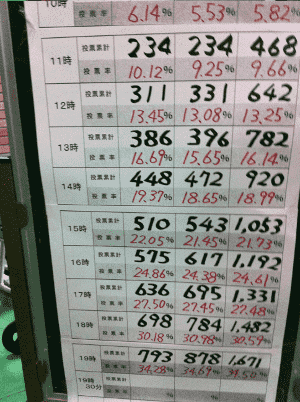 10時 投票率 6.14% 5.53% 5.82%
11時 投票累計 234 234 468
投票率 10.12% 9.25% 9.66%
12時 投票累計 311 331 642
投票率 13.45% 13.08% 13.25%
13時 投票累計 386 396 782
投票率 16.69% 15.65% 16.14%
14時 投票累計 448 472 920
投票率 19.37% 18.65% 18.99%
15時 投票累計 510 543 1,053
投票率 22.05% 21.45% 21.73%
16時 投票累計 575 617 1,192
投票率 24.86% 24.38% 24.61%
17時 投票累計 636 695 1,331
投票率 27.50% 27.45% 27.48%
18時 投票累計 698 784 1,482
投票率 30.18% 30.98% 30.59%
19時 投票累計 793 878 1,671
投票率 34.28% 34.69% 34.50%
19時30分 投票累計
投票率 % % %